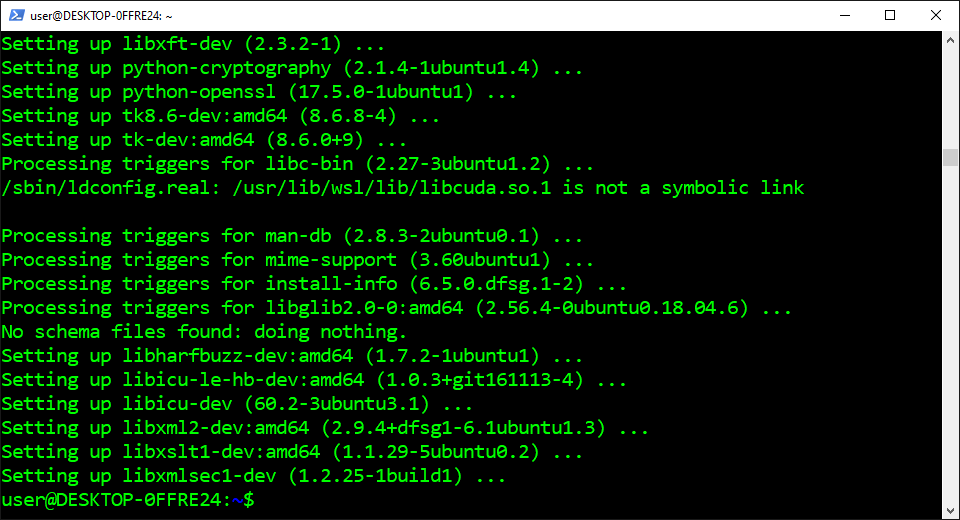 user@DESKTOP-0FFRE24: ~
Setting up libxft-dev (2.3.2-1) ...
Setting up python-cryptography (2.1.4-1ubuntu1.4) ...
Setting up python-openssl (17.5.0-1ubuntu1) ...
Setting up tk8.6-dev:amd64 (8.6.8-4) ...
Setting up tk-dev:amd64 (8.6.0+9) ...
Processing triggers for libc-bin (2.27-3ubuntu1.2) ...
/sbin/ldconfig.real: /usr/lib/wsl/lib/libcuda.so.1 is not a symbolic link
Processing triggers for man-db (2.8.3-2ubuntu0.1) ...
Processing triggers for mime-support (3.60ubuntu1) ...
Processing triggers for install-info (6.5.0.dfsg.1-2) ...
Processing triggers for libglib2.0-0:amd64 (2.56.4-0ubuntu0.18.04.6) ...
No schema files found: doing nothing.
Setting up libharfbuzz-dev:amd64 (1.7.2-1ubuntu1) ...
Setting up libicu-le-hb-dev:amd64 (1.0.3+git161113-4) ...
Setting up libicu-dev (60.2-3ubuntu3.1) ...
Setting up libxml2-dev:amd64 (2.9.4+dfsg1-6.1ubuntu1.3) ...
Setting up libxslt1-dev:amd64 (1.1.29-5ubuntu0.2) ...
Setting up libxmlsec1-dev (1.2.25-1build1) ...
user@DESKTOP-0FFRE24:~$